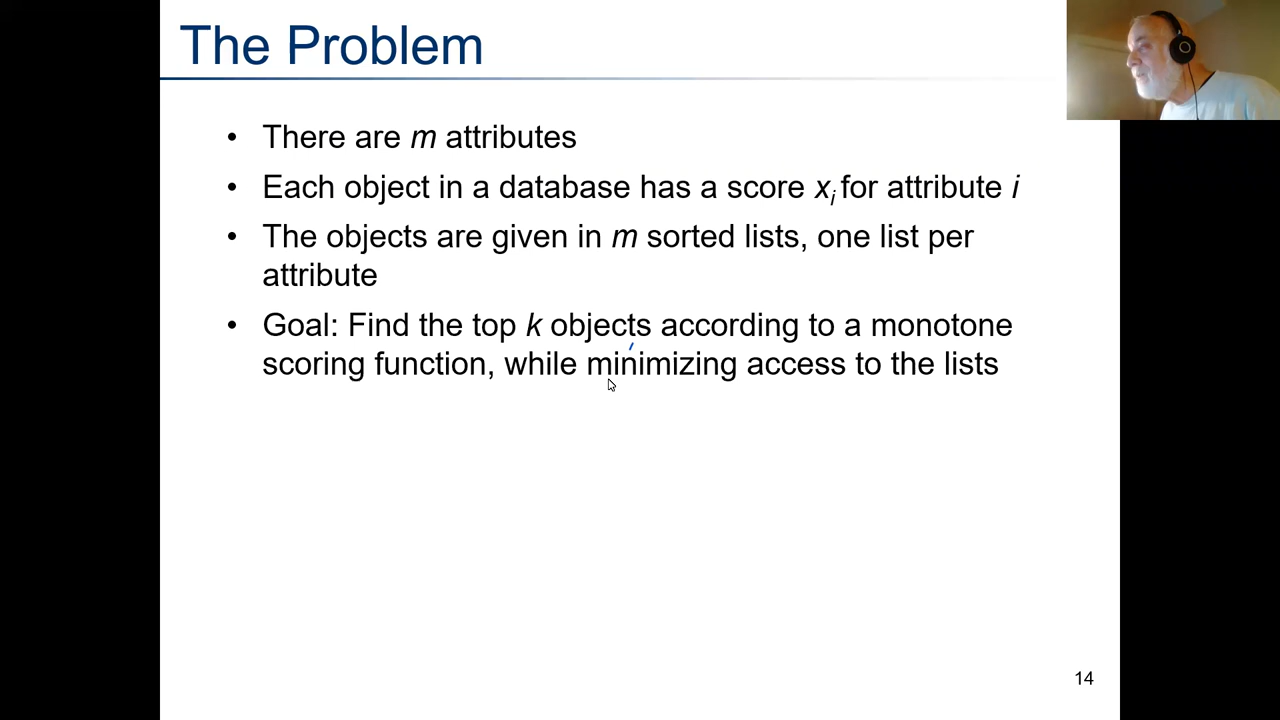 The Problem
• There are m attributes
• Each object in a database has a score xᵢ for attribute i
• The objects are given in m sorted lists, one list per
attribute
• Goal: Find the top k objects according to a monotone
scoring function, while minimizing access to the lists
14